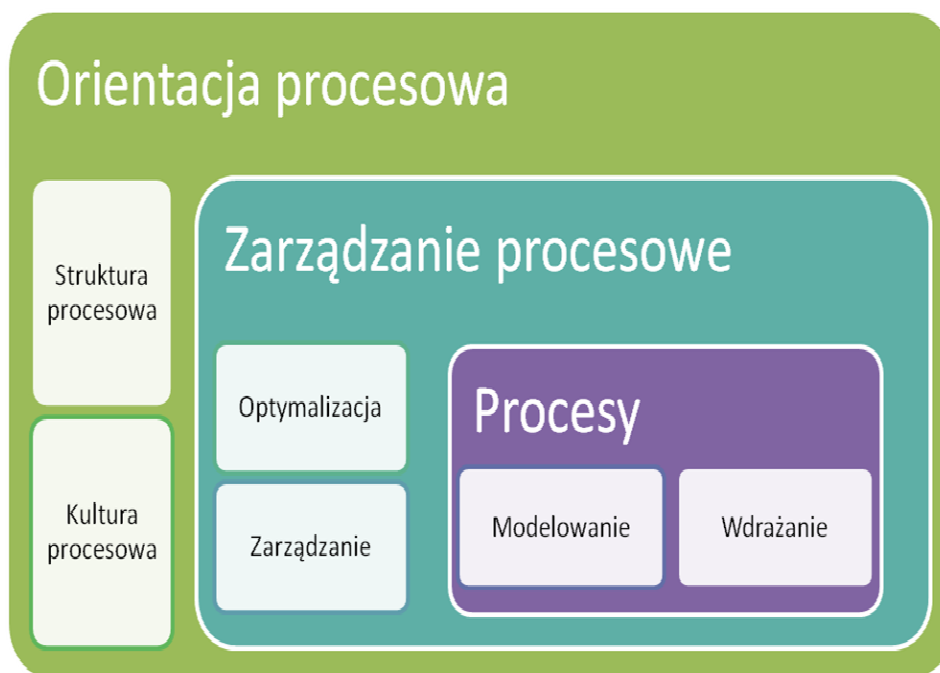 Orientacja procesowa
Struktura
procesowa
Kultura
procesowa
Zarządzanie procesowe
Optymalizacja
Zarządzanie
Procesy
Modelowanie
Wdrażanie